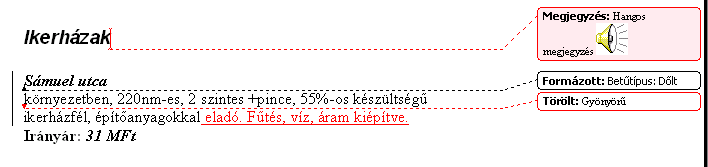 Ikerházak
Megjegyzés: Hangos
megjegyzés
Sámuel utca
környezetben, 220nm-es, 2 szintes +pince, 55%-os készültségű
ikerházfél, építőanyagokkal eladó. Fűtés, víz, áram kiépítve.
Irányár: 31 MFt
Formázott: Betűtípus: Dőlt
Törölt: Gyönyörű